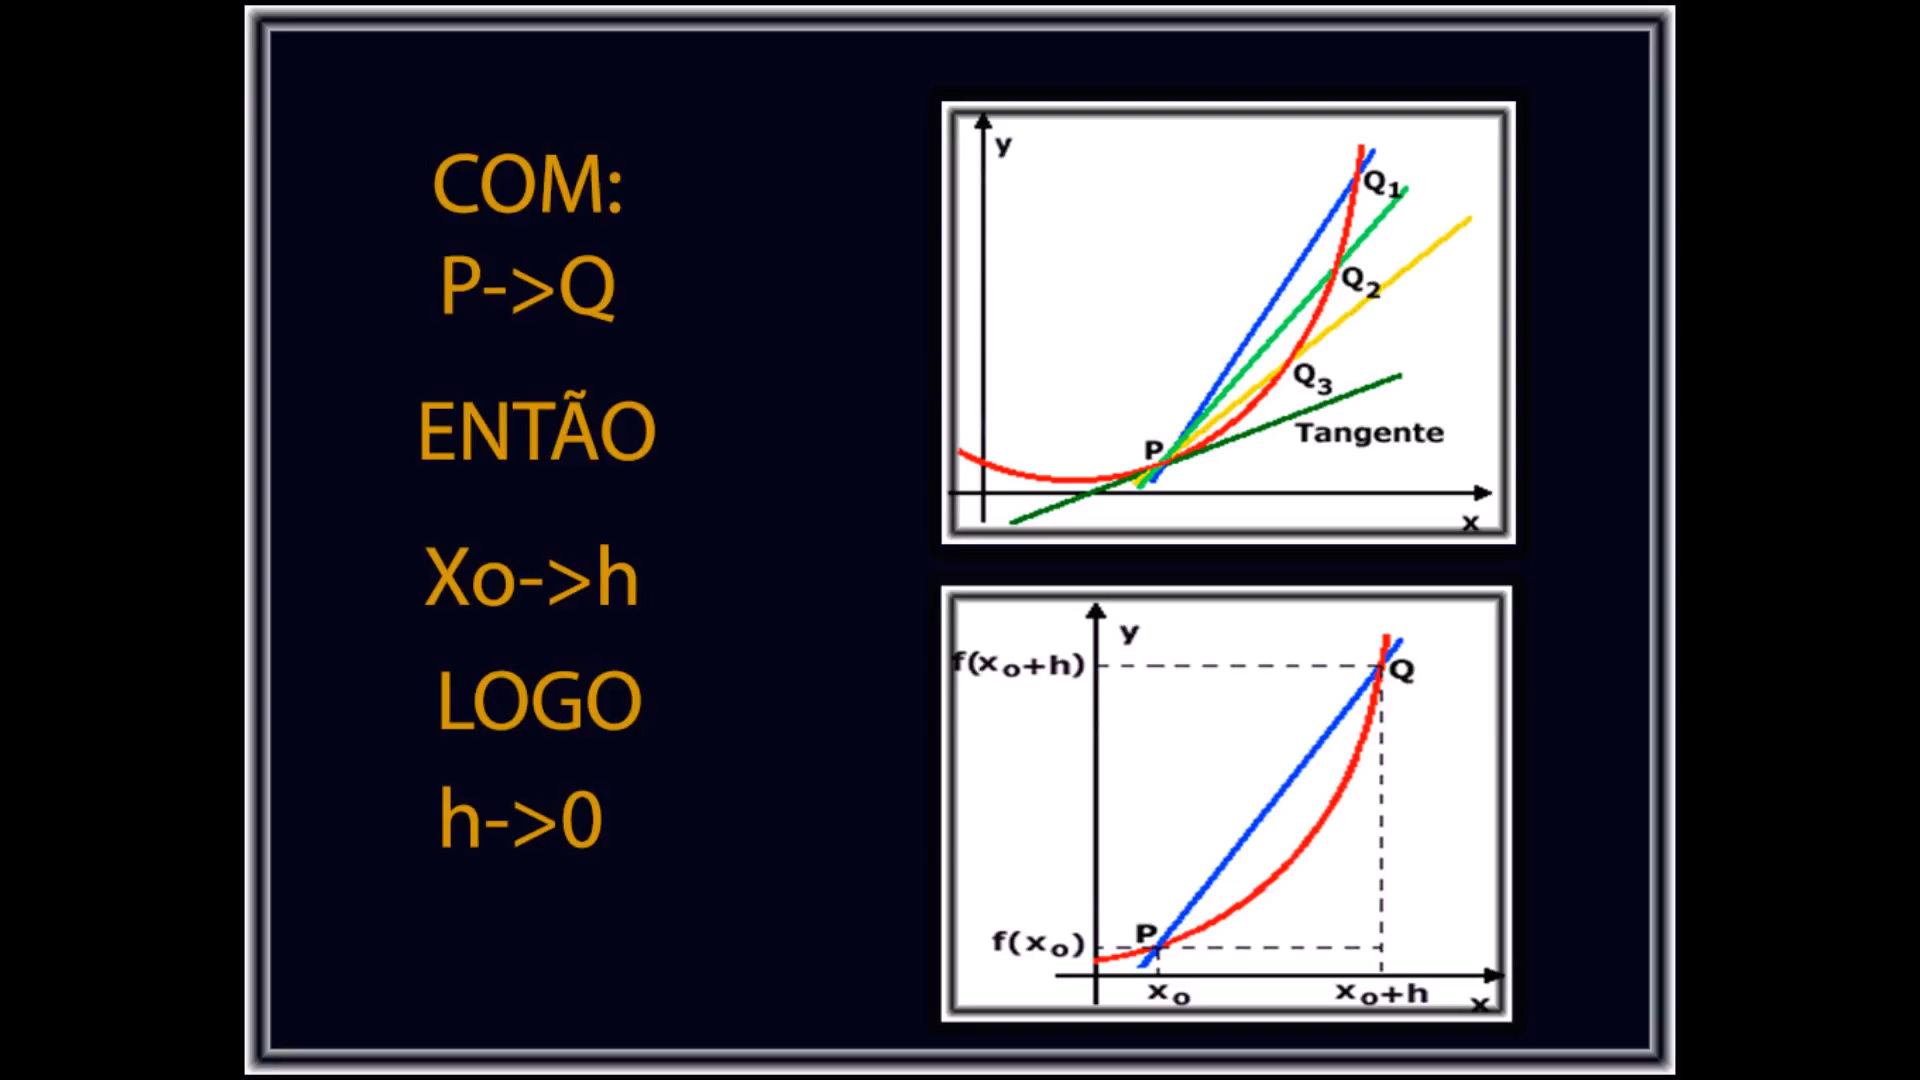 COM:
P->Q
ENTÃO
Xo->h
LOGO
h->0
y
Q1
Q2
Q3
P
Tangente
x
y
f(xo+h)
Q
P
f(xo)
xo
xo+h
x